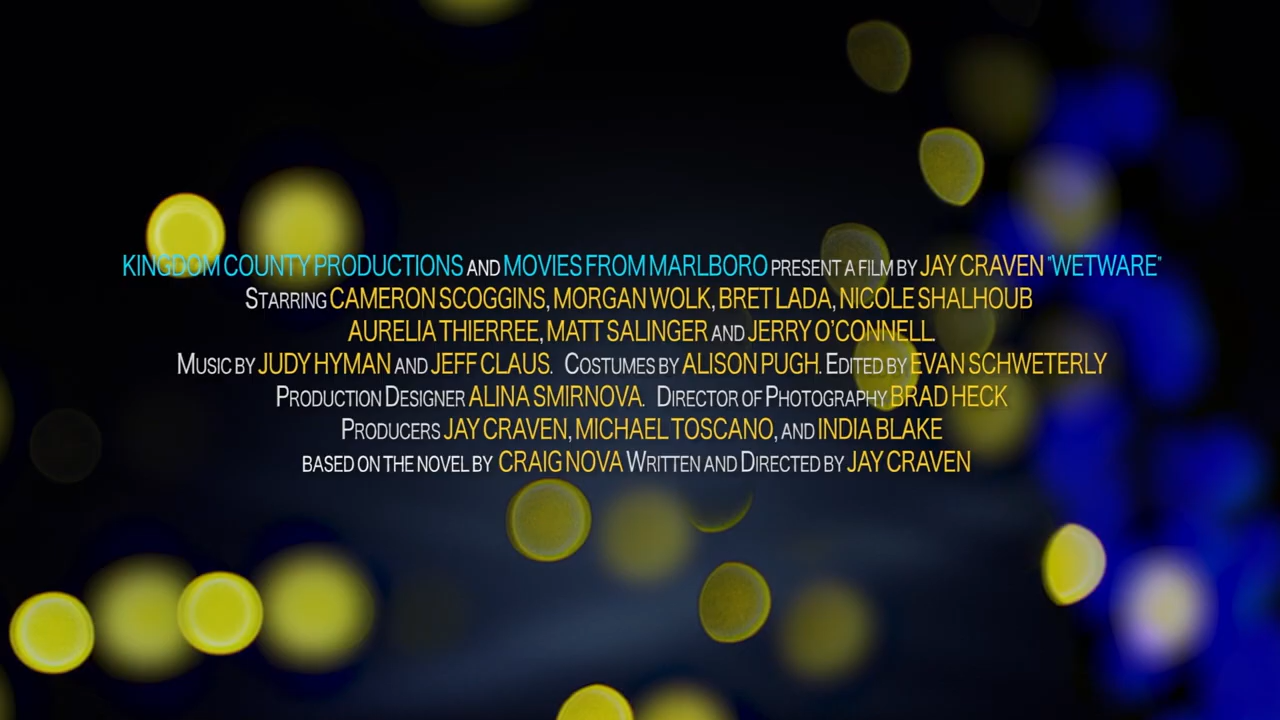 KINGDOM COUNTY PRODUCTIONS AND MOVIES FROM MARLBORO PRESENT A FILM BY JAY CRAVEN "WETWARE"
STARRING CAMERON SCOGGINS, MORGAN WOLK, BRET LADA, NICOLE SHALHOUB
AURELIA THIERREE, MATT SALINGER AND JERRY O'CONNELL.
MUSIC BY JUDY HYMAN AND JEFF CLAUS. COSTUMES BY ALISON PUGH. EDITED BY EVAN SCHWETERLY
PRODUCTION DESIGNER ALINA SMIRNOVA. DIRECTOR OF PHOTOGRAPHY BRAD HECK
PRODUCERS JAY CRAVEN, MICHAEL TOSCANO, AND INDIA BLAKE
BASED ON THE NOVEL BY CRAIG NOVA WRITTEN AND DIRECTED BY JAY CRAVEN